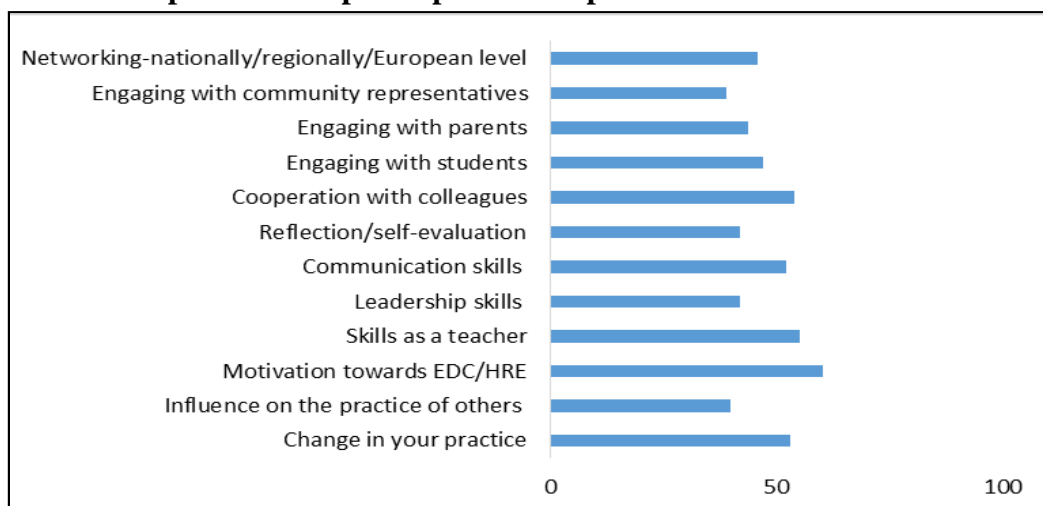 Networking-nationally/regionally/European level
Engaging with community representatives
Engaging with parents
Engaging with students
Cooperation with colleagues
Reflection/self-evaluation
Communication skills
Leadership skills
Skills as a teacher
Motivation towards EDC/HRE
Influence on the practice of others
Change in your practice
0 50 100